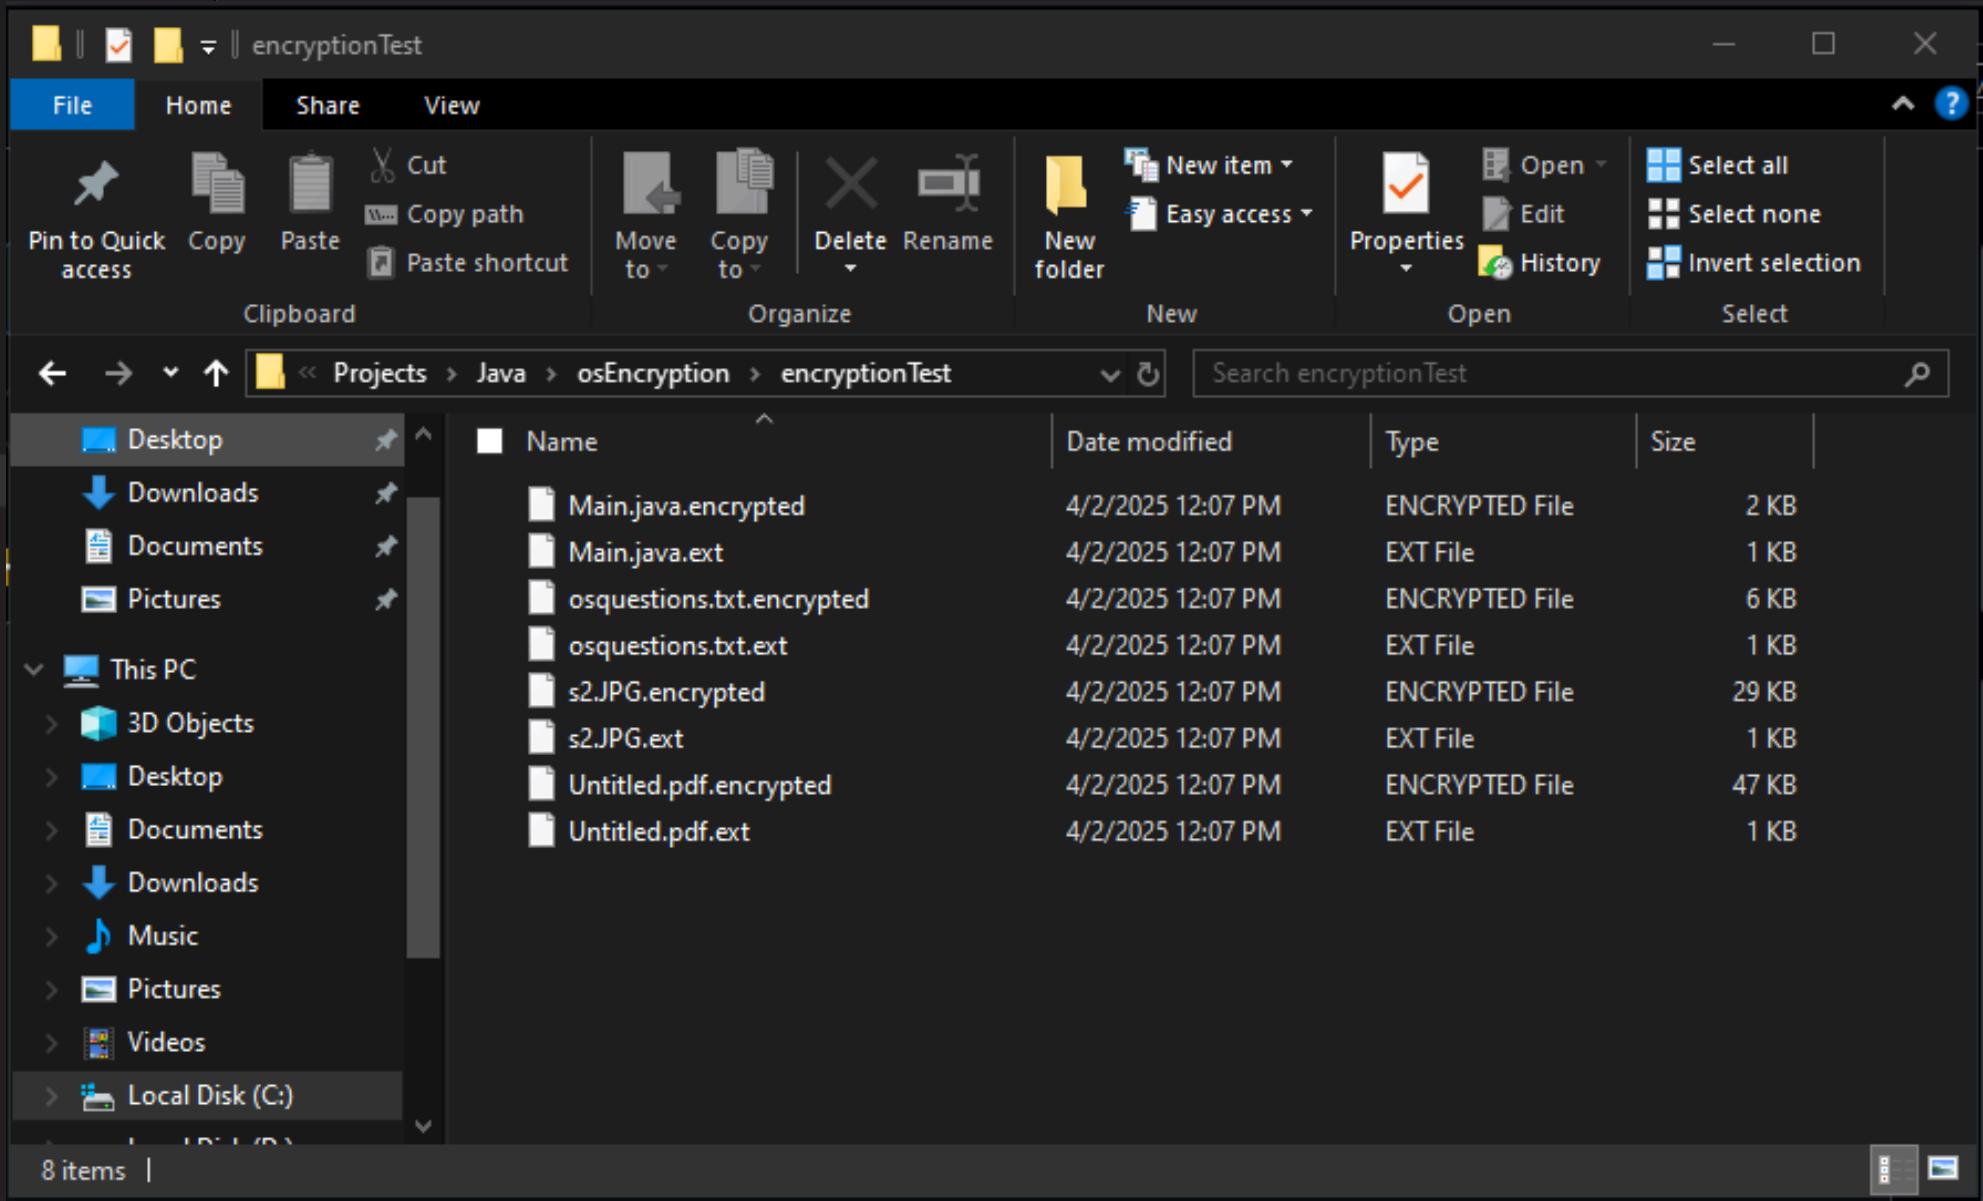 encryptionTest
File Home Share View
Pin to Quick access
Copy
Paste
Cut
Copy path
Paste shortcut
Clipboard
Move to
Copy to
Delete
Rename
Organize
New folder
New item
Easy access
New
Properties
Open
Edit
History
Open
Select all
Select none
Invert selection
Select
« Projects > Java > osEncryption > encryptionTest
Search encryptionTest
Desktop
Downloads
Documents
Pictures
This PC
3D Objects
Desktop
Documents
Downloads
Music
Pictures
Videos
Local Disk (C:)
Name Date modified Type Size
Main.java.encrypted 4/2/2025 12:07 PM ENCRYPTED File 2 KB
Main.java.ext 4/2/2025 12:07 PM EXT File 1 KB
osquestions.txt.encrypted 4/2/2025 12:07 PM ENCRYPTED File 6 KB
osquestions.txt.ext 4/2/2025 12:07 PM EXT File 1 KB
s2.JPG.encrypted 4/2/2025 12:07 PM ENCRYPTED File 29 KB
s2.JPG.ext 4/2/2025 12:07 PM EXT File 1 KB
Untitled.pdf.encrypted 4/2/2025 12:07 PM ENCRYPTED File 47 KB
Untitled.pdf.ext 4/2/2025 12:07 PM EXT File 1 KB
8 items